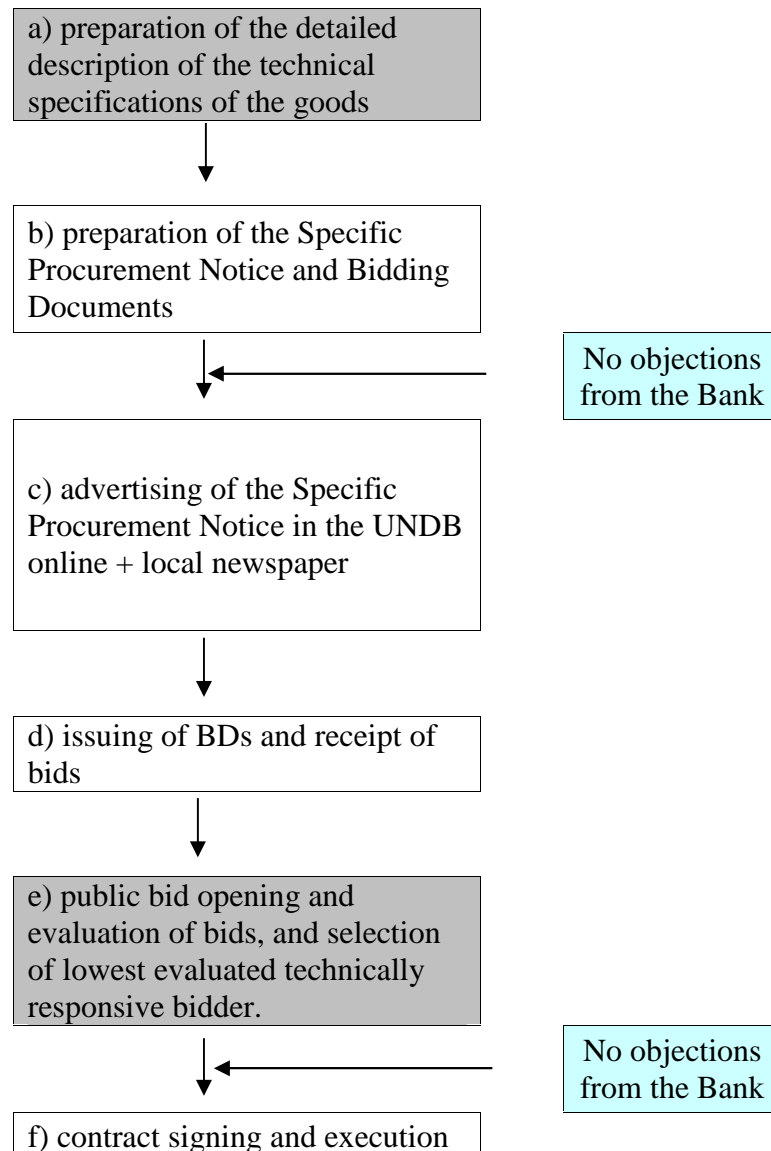 a) preparation of the detailed
description of the technical
specifications of the goods
b) preparation of the Specific
Procurement Notice and Bidding
Documents
No objections
from the Bank
c) advertising of the Specific
Procurement Notice in the UNDB
online + local newspaper
d) issuing of BDs and receipt of
bids
e) public bid opening and
evaluation of bids, and selection
of lowest evaluated technically
responsive bidder.
No objections
from the Bank
f) contract signing and execution